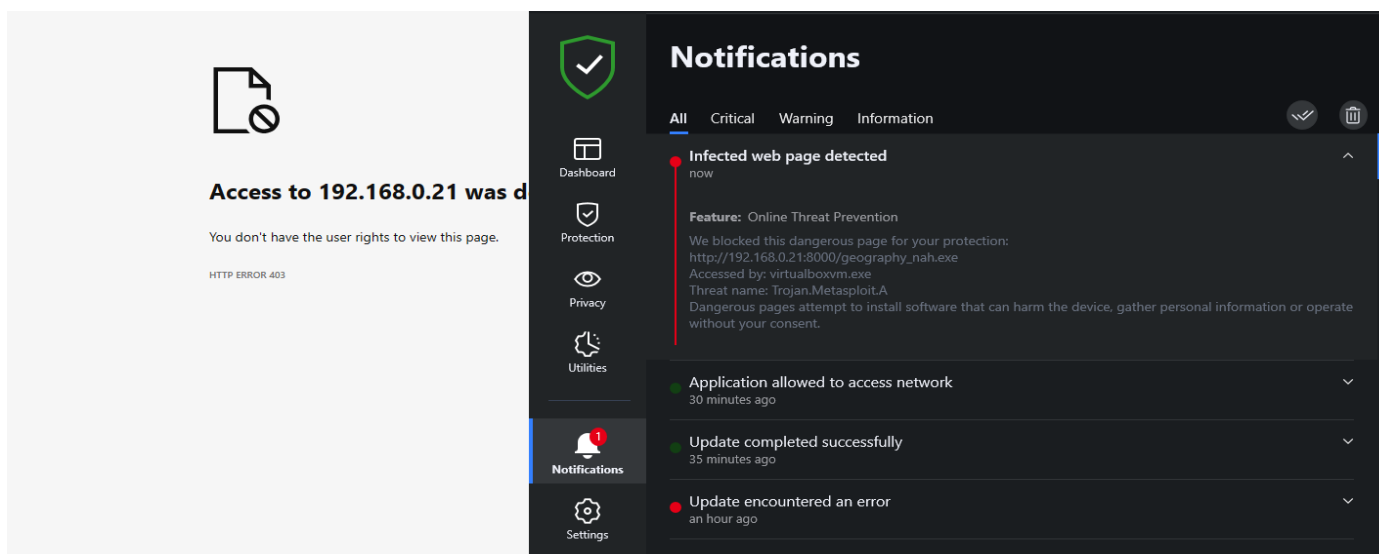 Access to 192.168.0.21 was d
You don't have the user rights to view this page.
HTTP ERROR 403
Dashboard
Protection
Privacy
Utilities
1
Notifications
Settings
Notifications
All Critical Warning Information
Infected web page detected
now
Feature: Online Threat Prevention
We blocked this dangerous page for your protection:
http://192.168.0.21:8000/geography_nah.exe
Accessed by: virtualboxvm.exe
Threat name: Trojan.Metasploit.A
Dangerous pages attempt to install software that can harm the device, gather personal information or operate
without your consent.
Application allowed to access network
30 minutes ago
Update completed successfully
35 minutes ago
Update encountered an error
an hour ago